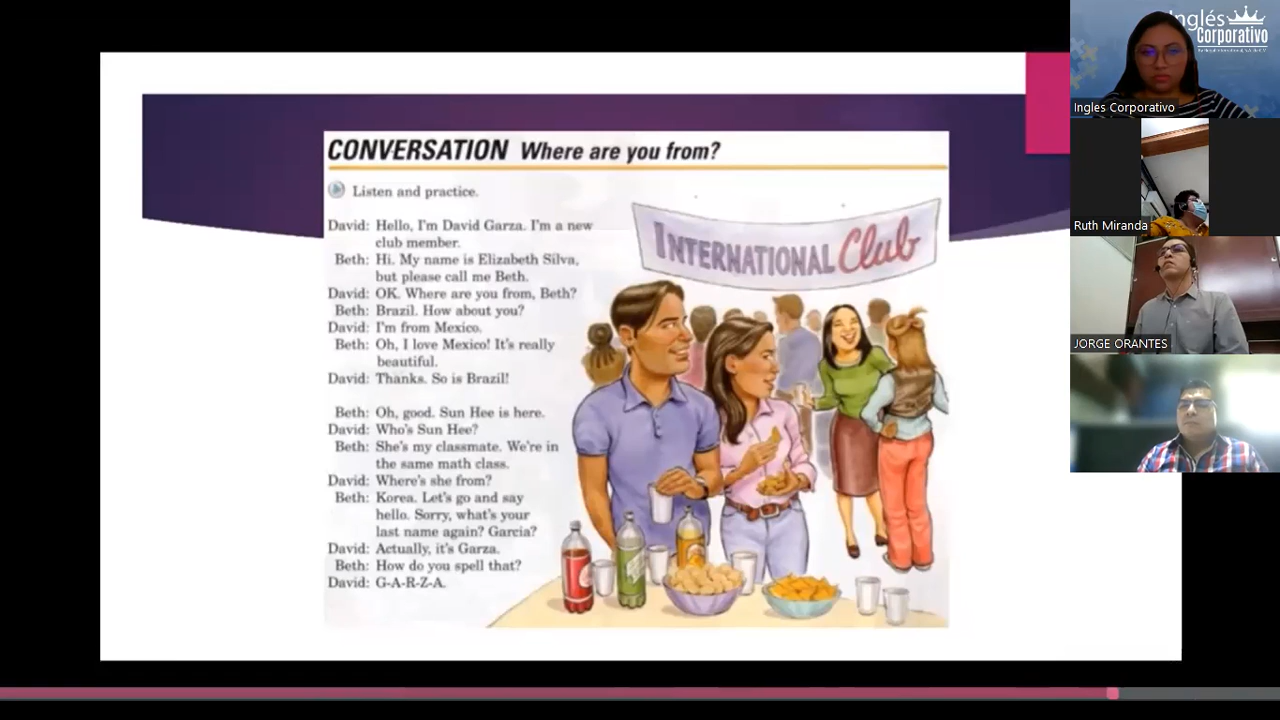 CONVERSATION Where are you from?
Listen and practice.
David: Hello, I'm David Garza. I'm a new
club member.
Beth: Hi. My name is Elizabeth Silva,
but please call me Beth.
David: OK. Where are you from, Beth?
Beth: Brazil. How about you?
David: I'm from Mexico.
Beth: Oh, I love Mexico! It's really
beautiful.
David: Thanks. So is Brazil!
Beth: Oh, good. Sun Hee is here.
David: Who's Sun Hee?
Beth: She's my classmate. We're in
the same math class.
David: Where's she from?
Beth: Korea. Let's go and say
hello. Sorry, what's your
last name again? Garcia?
David: Actually, it's Garza.
Beth: How do you spell that?
David: G-A-R-Z-A.
INTERNATIONAL Club
Inglés
Corporativo
Ingles Corporativo
Ruth Miranda
JORGE ORANTES